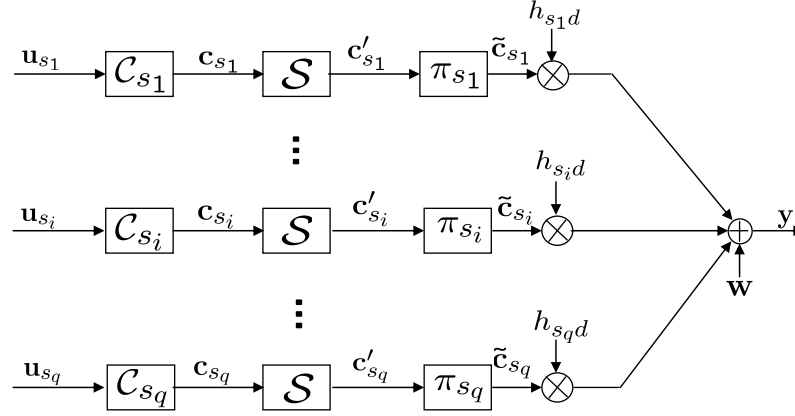 h_{s_1d}
u_{s_1} C_{s_1} c_{s_1} S c'_{s_1} π_{s_1} c̃_{s_1}
h_{s_id}
u_{s_i} C_{s_i} c_{s_i} S c'_{s_i} π_{s_i} c̃_{s_i} y
w
h_{s_qd}
u_{s_q} C_{s_q} c_{s_q} S c'_{s_q} π_{s_q} c̃_{s_q}